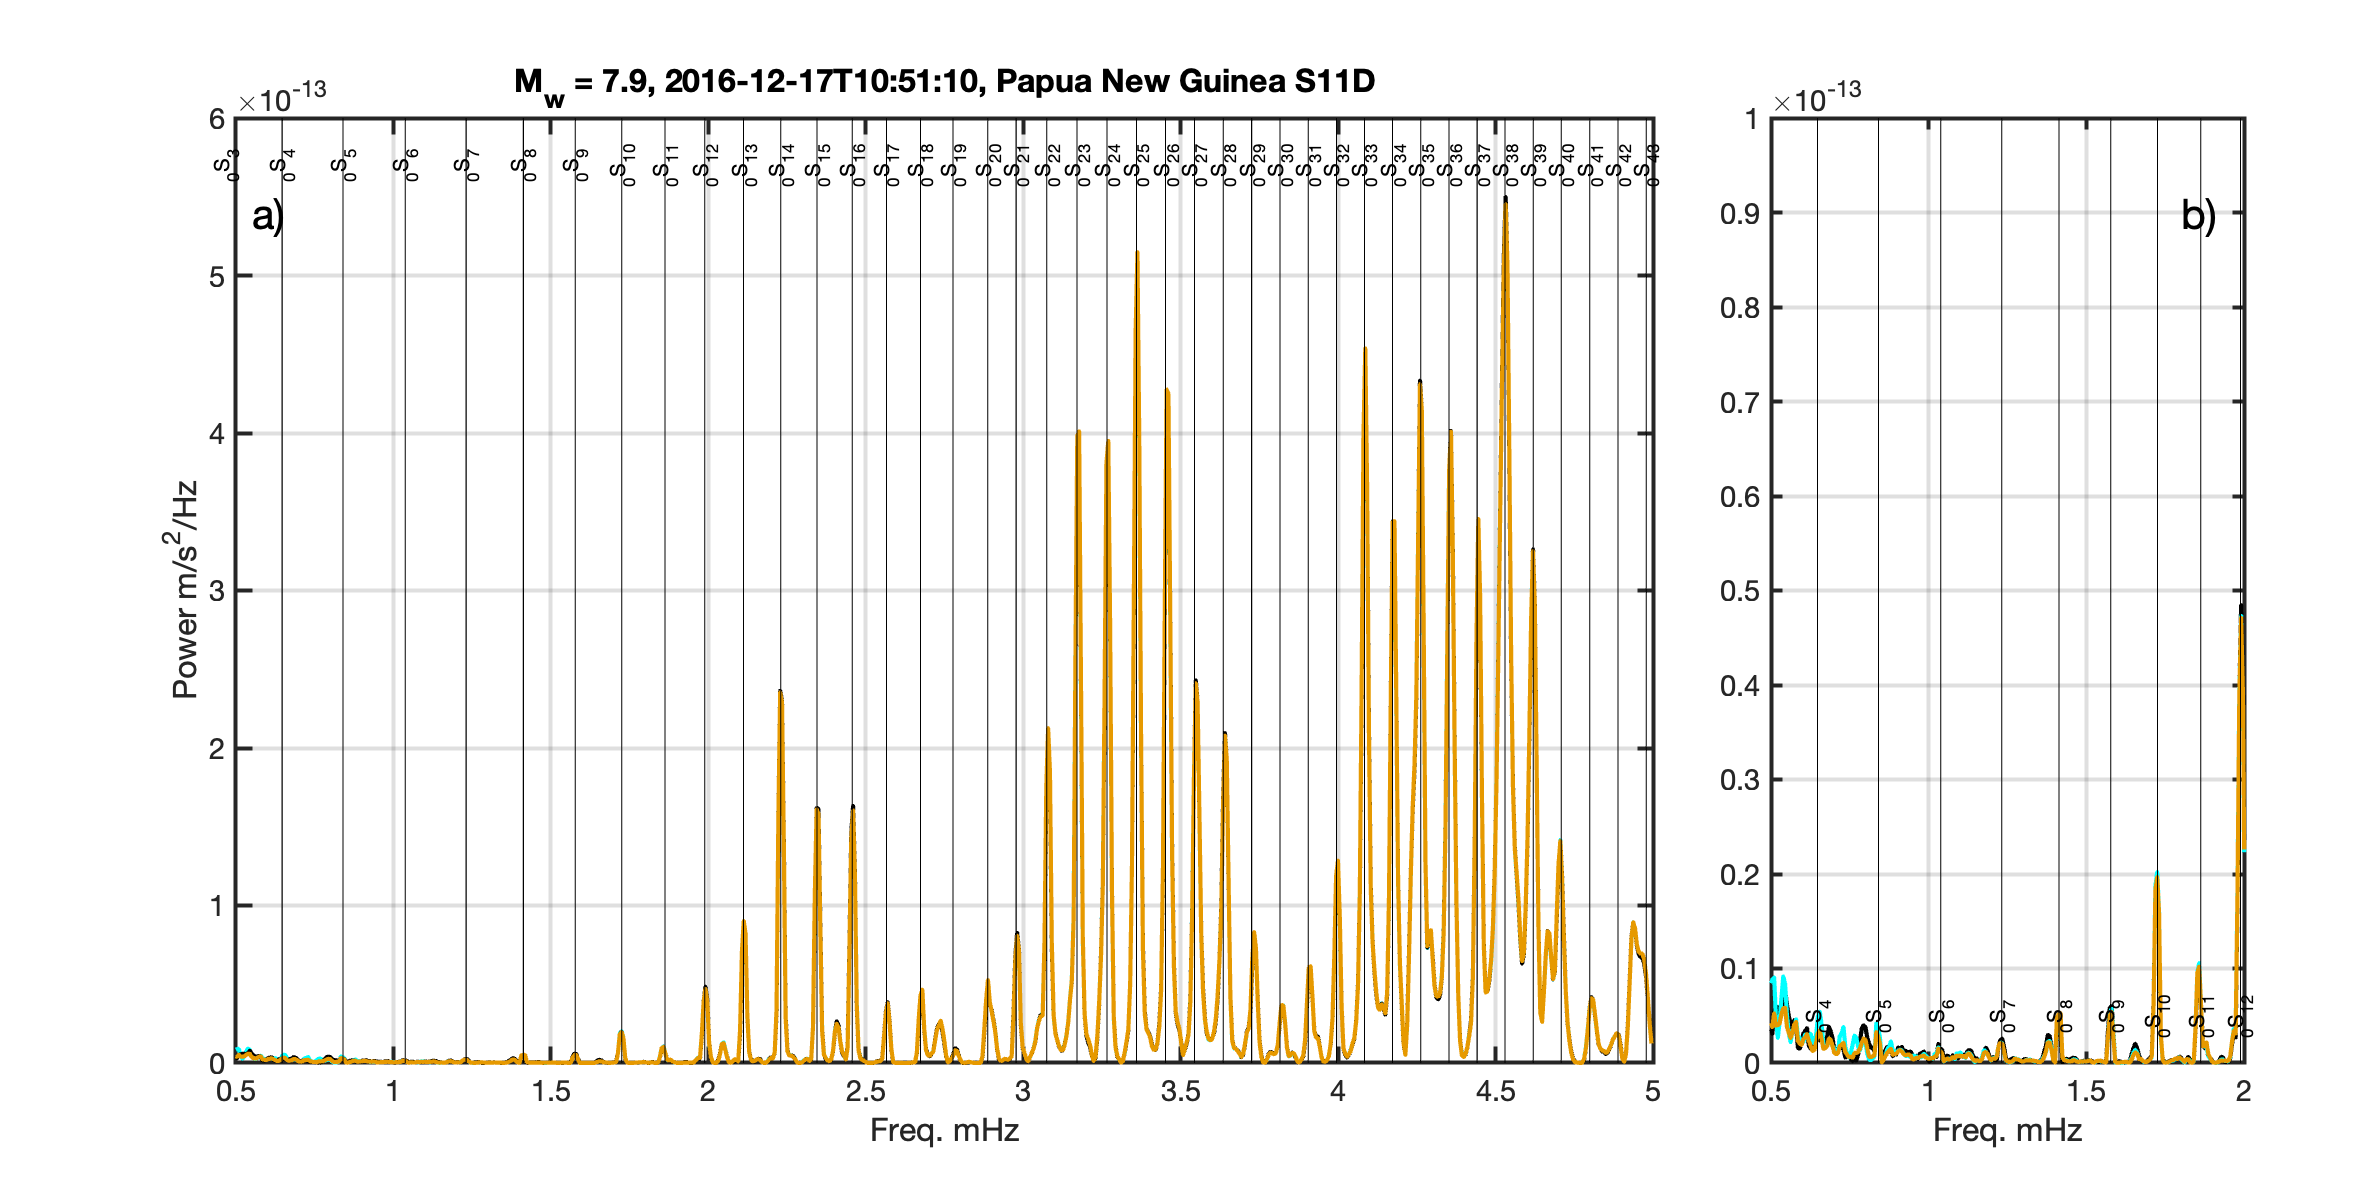 M_w = 7.9, 2016-12-17T10:51:10, Papua New Guinea S11D
×10^-13
6
5
4
3
2
1
0
Power m/s^2/Hz
a)
0S3 0S4 0S5 0S6 0S7 0S8 0S9 0S10 0S11 0S12 0S13 0S14 0S15 0S16 0S17 0S18 0S19 0S20 0S21 0S22 0S23 0S24 0S25 0S26 0S27 0S28 0S29 0S30 0S31 0S32 0S33 0S34 0S35 0S36 0S37 0S38 0S39 0S40 0S41 0S42 0S43
0.5 1 1.5 2 2.5 3 3.5 4 4.5 5
Freq. mHz
×10^-13
1
0.9
0.8
0.7
0.6
0.5
0.4
0.3
0.2
0.1
0
b)
0S4 0S5 0S6 0S7 0S8 0S9 0S10 0S11 0S12
0.5 1 1.5 2
Freq. mHz